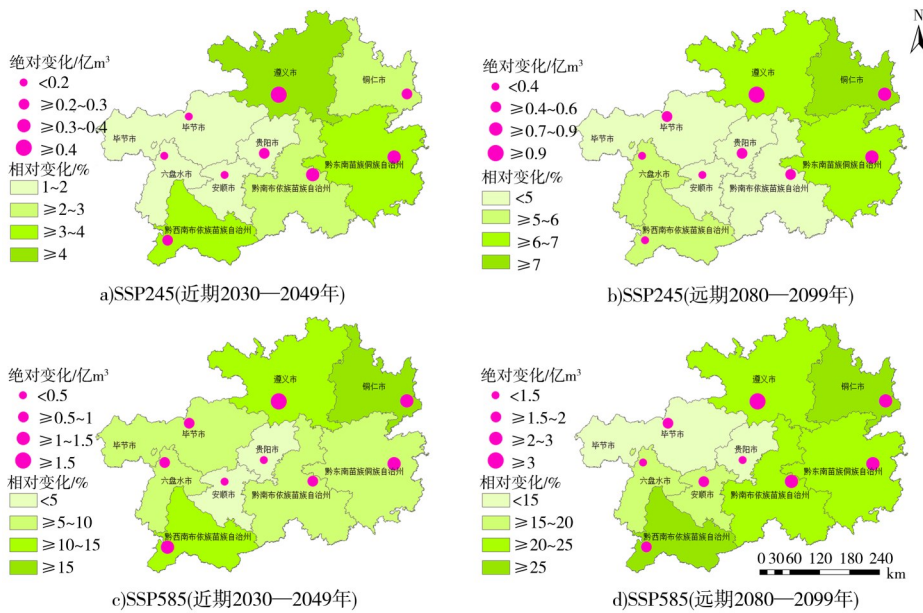 N
绝对变化/亿m³
<0.2
≥0.2~0.3
≥0.3~0.4
≥0.4
相对变化/%
1~2
≥2~3
≥3~4
≥4
遵义市
铜仁市
毕节市
毕节市
贵阳市
黔东南苗族侗族自治州
六盘水市
安顺市
黔南布依族苗族自治州
黔西南布依族苗族自治州
a)SSP245(近期2030—2049年)
绝对变化/亿m³
<0.4
≥0.4~0.6
≥0.7~0.9
≥0.9
相对变化/%
<5
≥5~6
≥6~7
≥7
遵义市
铜仁市
毕节市
毕节市
贵阳市
黔东南苗族侗族自治州
六盘水市
安顺市
黔南布依族苗族自治州
黔西南布依族苗族自治州
b)SSP245(远期2080—2099年)
绝对变化/亿m³
<0.5
≥0.5~1
≥1~1.5
≥1.5
相对变化/%
<5
≥5~10
≥10~15
≥15
遵义市
铜仁市
毕节市
毕节市
贵阳市
黔东南苗族侗族自治州
六盘水市
安顺市
黔南布依族苗族自治州
黔西南布依族苗族自治州
c)SSP585(近期2030—2049年)
绝对变化/亿m³
<1.5
≥1.5~2
≥2~3
≥3
相对变化/%
<15
≥15~20
≥20~25
≥25
遵义市
铜仁市
毕节市
毕节市
贵阳市
黔东南苗族侗族自治州
六盘水市
安顺市
黔南布依族苗族自治州
黔西南布依族苗族自治州
0 30 60 120 180 240
km
d)SSP585(远期2080—2099年)